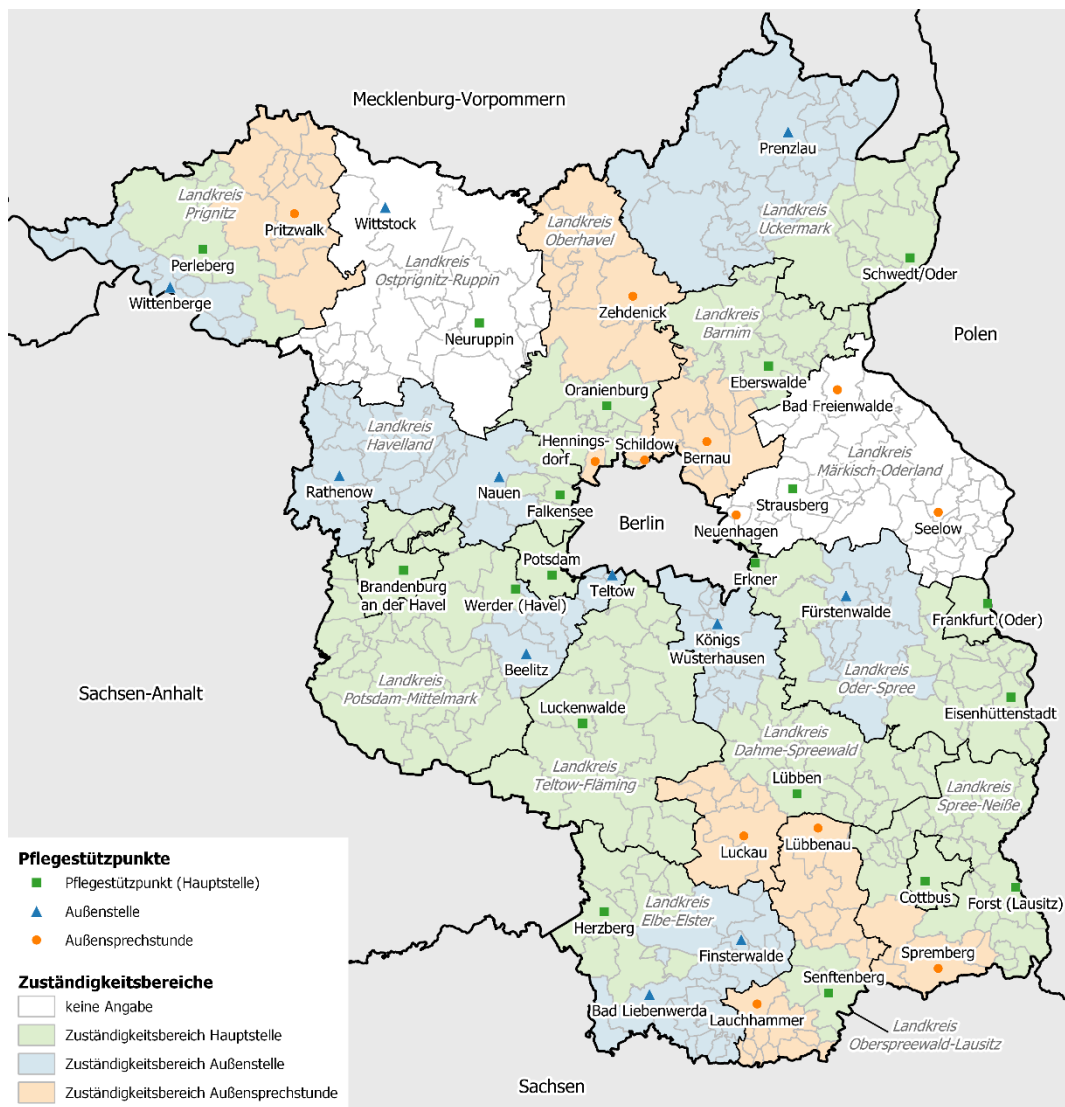 Mecklenburg-Vorpommern
Prenzlau
Landkreis
Prignitz
Pritzwalk
Wittstock
Landkreis
Oberhavel
Landkreis
Uckermark
Perleberg
Landkreis
Ostprignitz-Ruppin
Schwedt/Oder
Wittenberge
Zehdenick
Landkreis
Barnim
Neuruppin
Polen
Eberswalde
Oranienburg
Bad Freienwalde
Landkreis
Havelland
Hennings-
dorf
Schildow
Bernau
Landkreis
Märkisch-Oderland
Rathenow
Nauen
Falkensee
Strausberg
Berlin
Neuenhagen
Seelow
Potsdam
Erkner
Brandenburg
an der Havel
Werder (Havel)
Teltow
Fürstenwalde
Frankfurt (Oder)
Königs
Wusterhausen
Beelitz
Landkreis
Potsdam-Mittelmark
Landkreis
Oder-Spree
Sachsen-Anhalt
Luckenwalde
Eisenhüttenstadt
Landkreis
Dahme-Spreewald
Landkreis
Teltow-Fläming
Lübben
Landkreis
Spree-Neiße
Luckau
Lübbenau
Cottbus
Forst (Lausitz)
Landkreis
Elbe-Elster
Herzberg
Finsterwalde
Spremberg
Senftenberg
Bad Liebenwerda
Lauchhammer
Landkreis
Oberspreewald-Lausitz
Sachsen
Pflegestützpunkte
Pflegestützpunkt (Hauptstelle)
Außenstelle
Außensprechstunde
Zuständigkeitsbereiche
keine Angabe
Zuständigkeitsbereich Hauptstelle
Zuständigkeitsbereich Außenstelle
Zuständigkeitsbereich Außensprechstunde